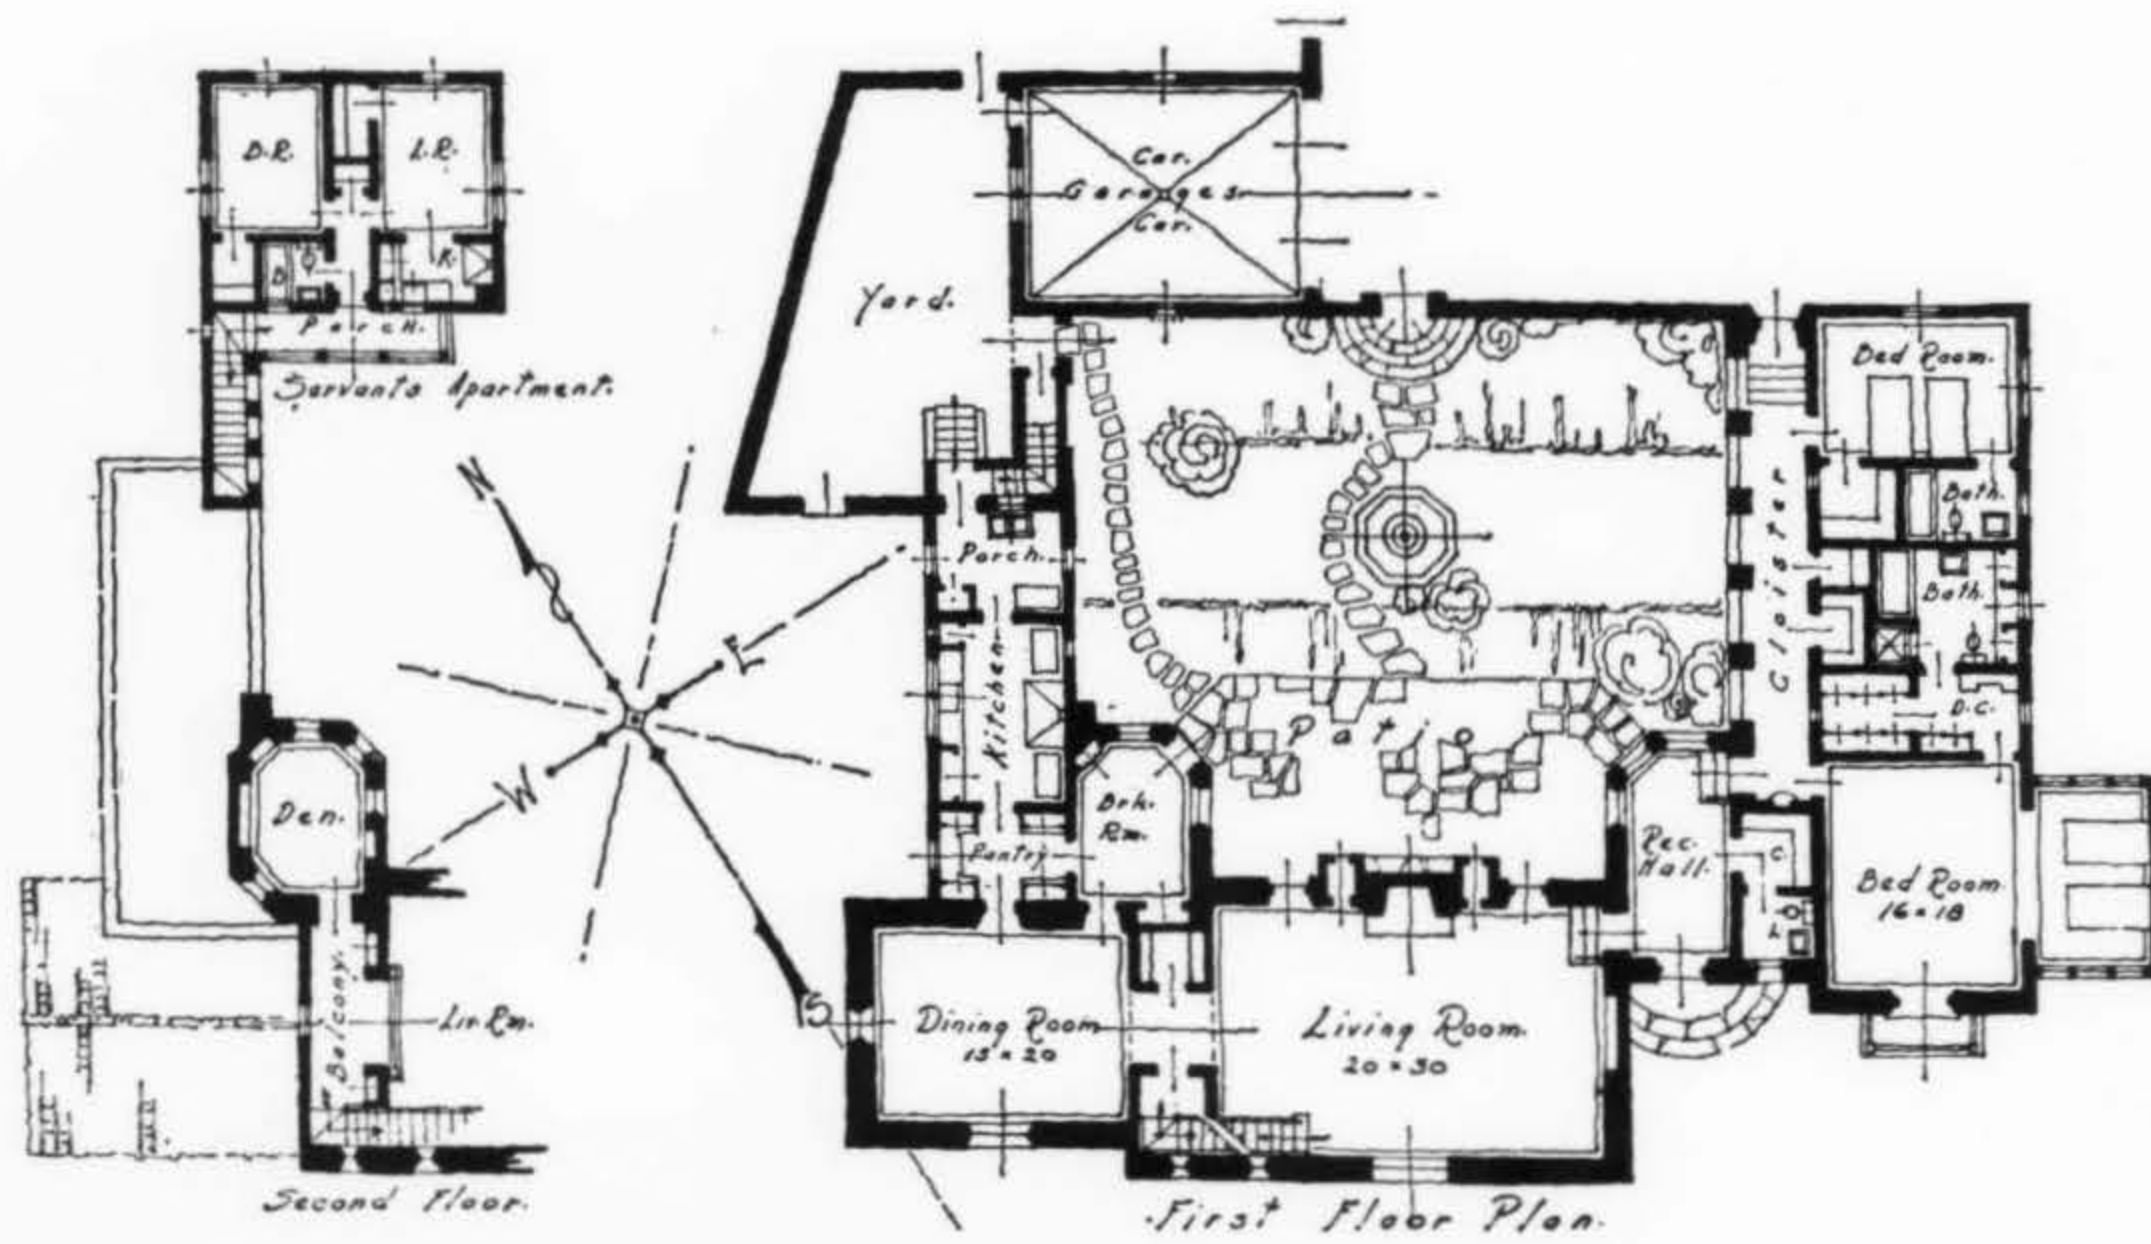 B.R.
L.R.
B
K.
Porch.
Servants Apartment.
N
E
W
S
Den.
Balcony.
Liv. Rm.
Second Floor.
Car.
Garages
Car.
Yard.
Porch.
Kitchen
Pantry
Brk. Rm.
Patio
Cloister
Bed Room.
Bath.
Bath.
D.C.
Rec. Hall.
C.
L.
Bed Room
16 × 18
Dining Room
15 × 20
Living Room.
20 × 30
First Floor Plan.